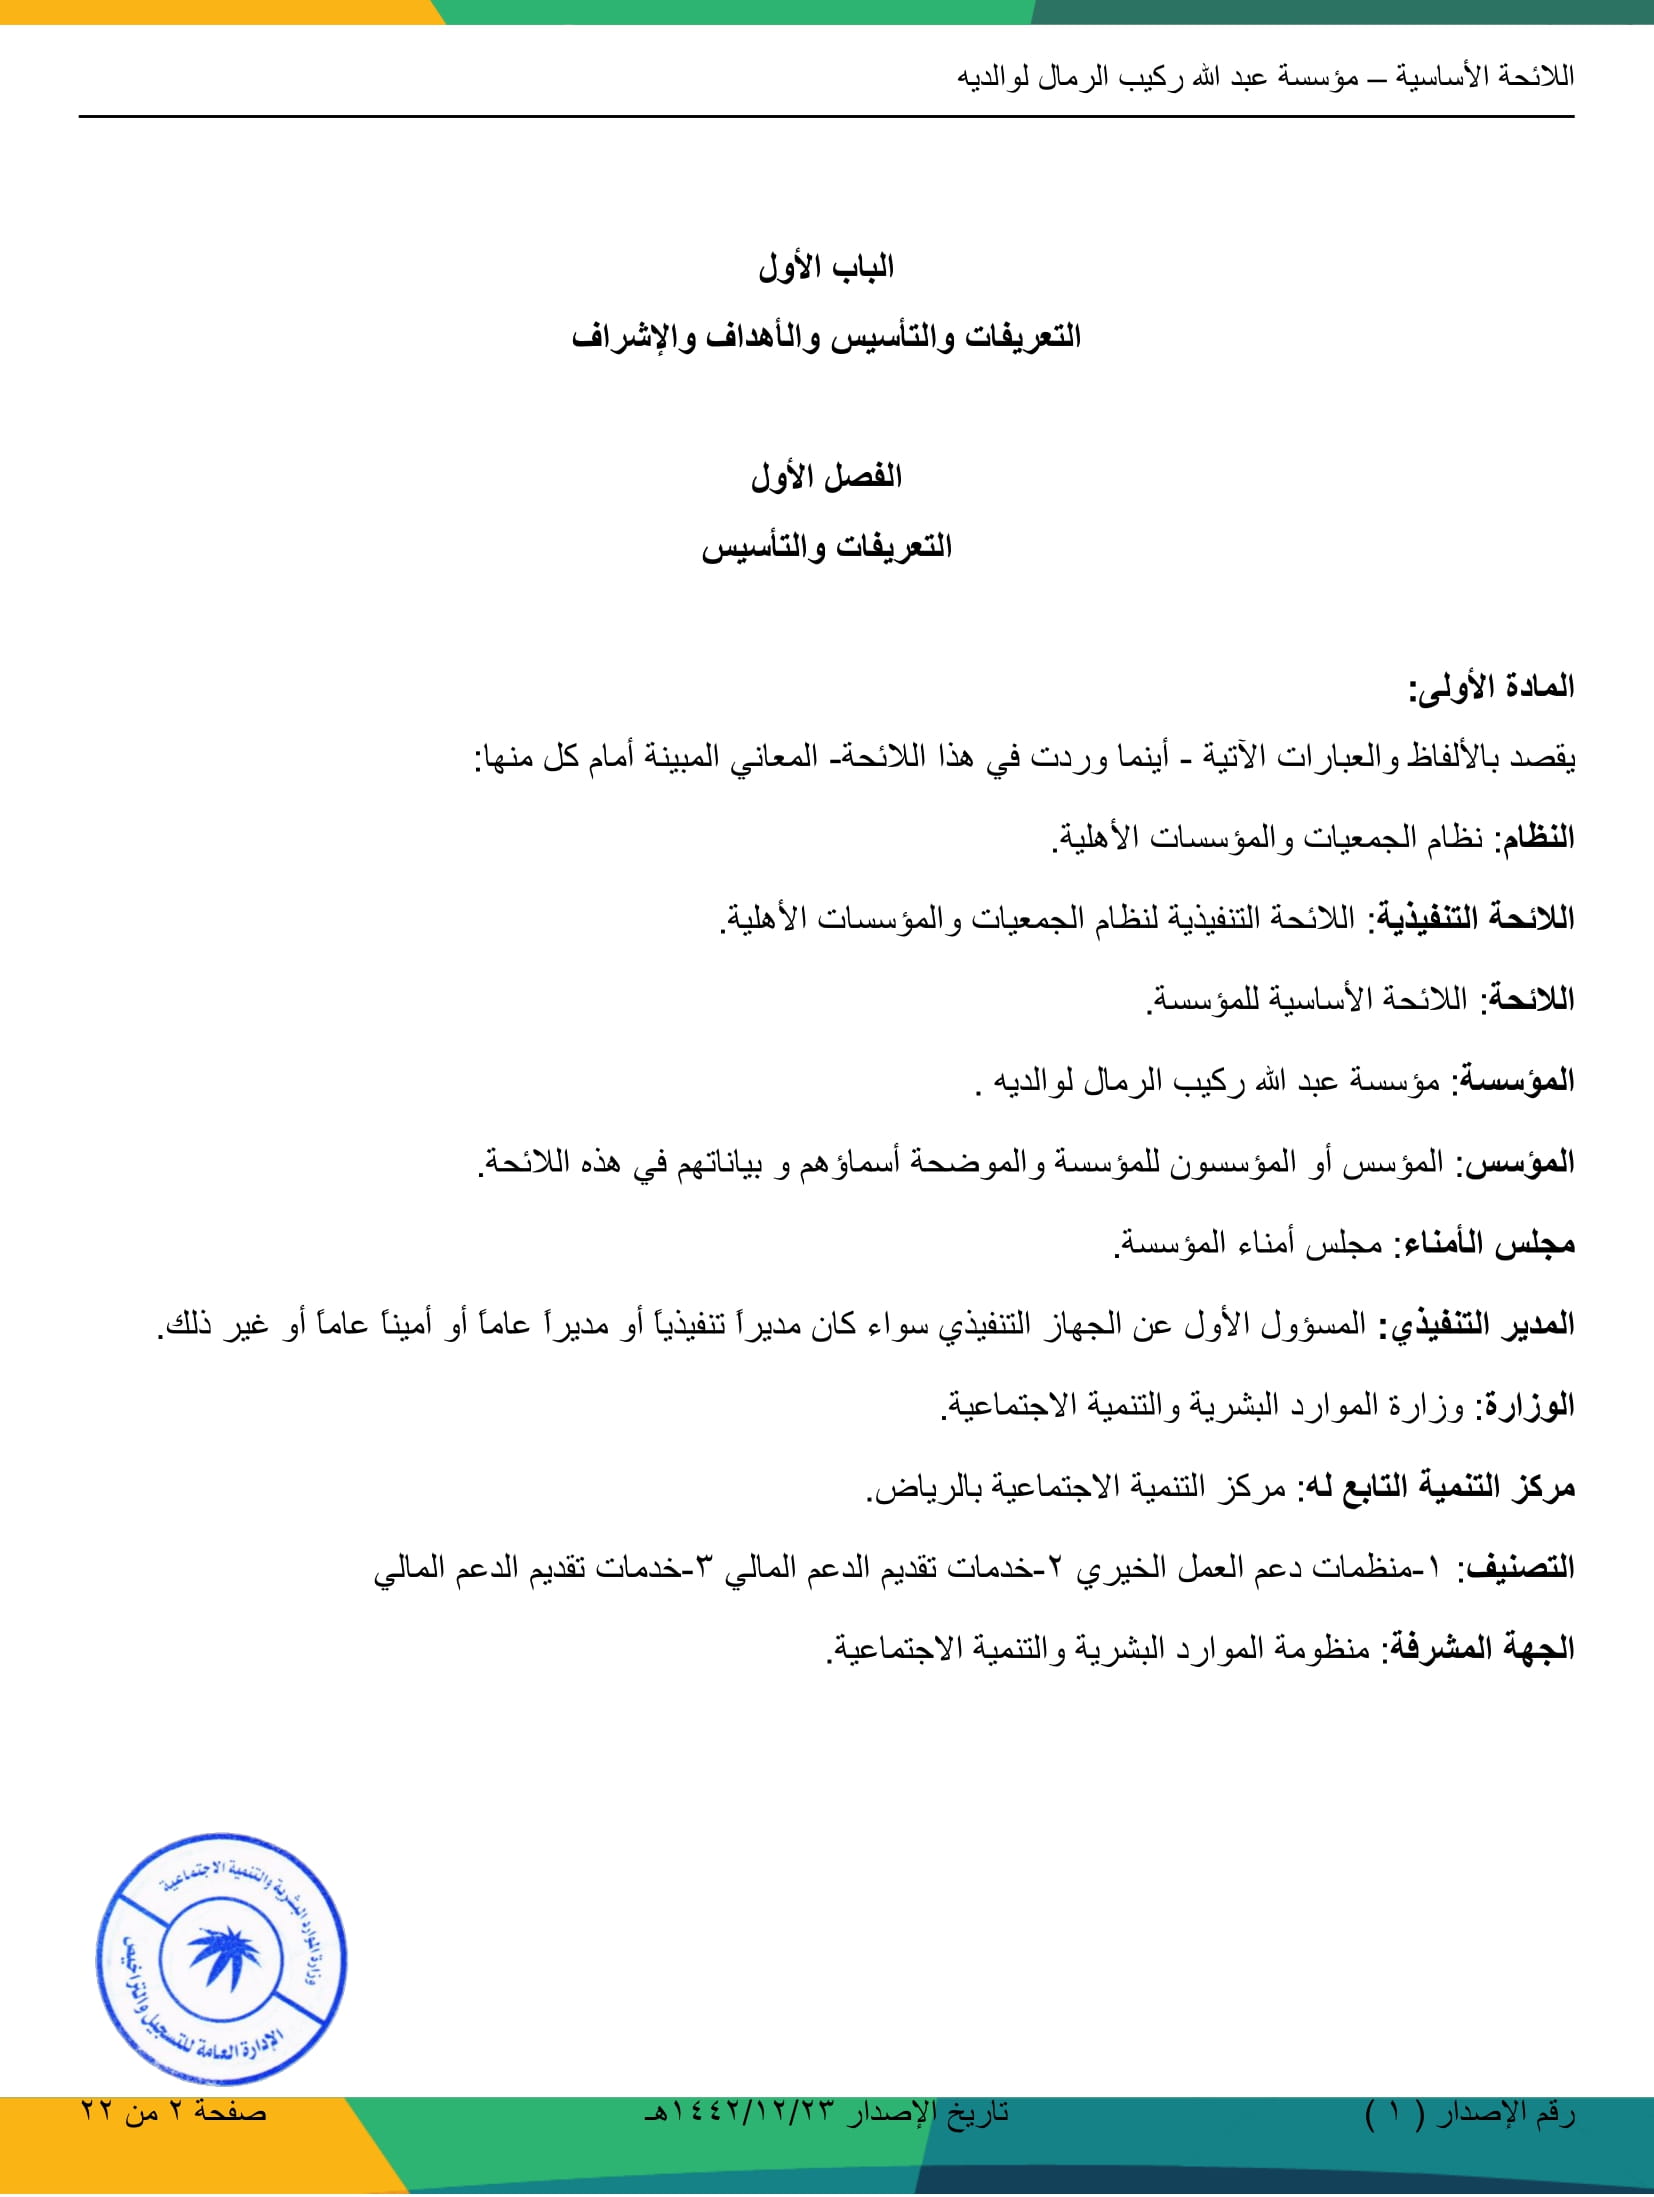 اللائحة الأساسية – مؤسسة عبد الله ركيب الرمال لوالديه
الباب الأول
التعريفات والتأسيس والأهداف والإشراف
الفصل الأول
التعريفات والتأسيس
المادة الأولى:
يقصد بالألفاظ والعبارات الآتية - أينما وردت في هذا اللائحة- المعاني المبينة أمام كل منها:
النظام: نظام الجمعيات والمؤسسات الأهلية.
اللائحة التنفيذية: اللائحة التنفيذية لنظام الجمعيات والمؤسسات الأهلية.
اللائحة: اللائحة الأساسية للمؤسسة.
المؤسسة: مؤسسة عبد الله ركيب الرمال لوالديه .
المؤسس: المؤسس أو المؤسسون للمؤسسة والموضحة أسماؤهم و بياناتهم في هذه اللائحة.
مجلس الأمناء: مجلس أمناء المؤسسة.
المدير التنفيذي: المسؤول الأول عن الجهاز التنفيذي سواء كان مديراً تنفيذياً أو مديراً عاماً أو أميناً عاماً أو غير ذلك.
الوزارة: وزارة الموارد البشرية والتنمية الاجتماعية.
مركز التنمية التابع له: مركز التنمية الاجتماعية بالرياض.
التصنيف: ١-منظمات دعم العمل الخيري ٢-خدمات تقديم الدعم المالي ٣-خدمات تقديم الدعم المالي
الجهة المشرفة: منظومة الموارد البشرية والتنمية الاجتماعية.
وزارة الموارد البشرية والتنمية الاجتماعية
الإدارة العامة للتسجيل والتراخيص
رقم الإصدار ( ١ ) تاريخ الإصدار ١٤٤٢/١٢/٢٣هـ صفحة ٢ من ٢٢